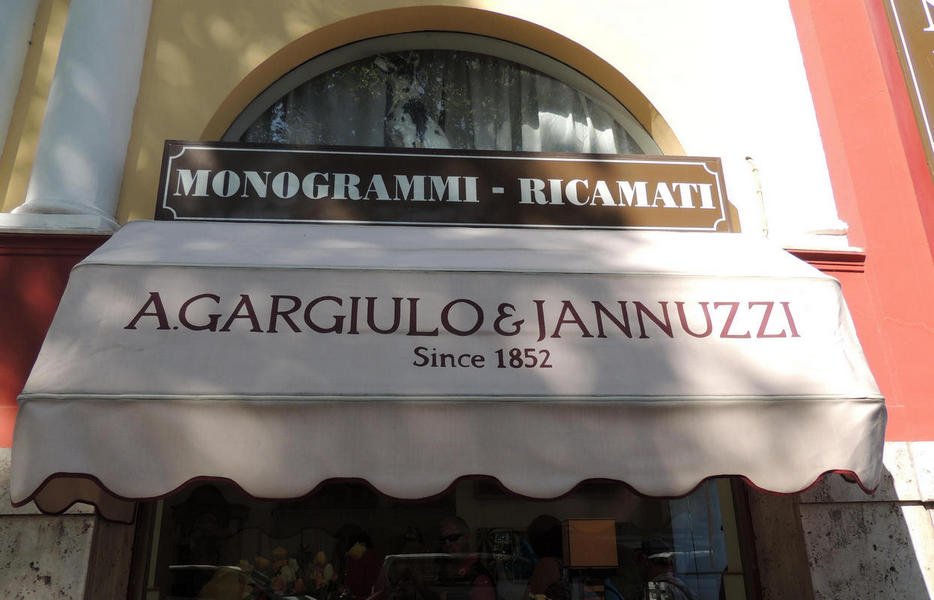 MONOGRAMMI - RICAMATI
A.GARGIULO & JANNUZZI
Since 1852